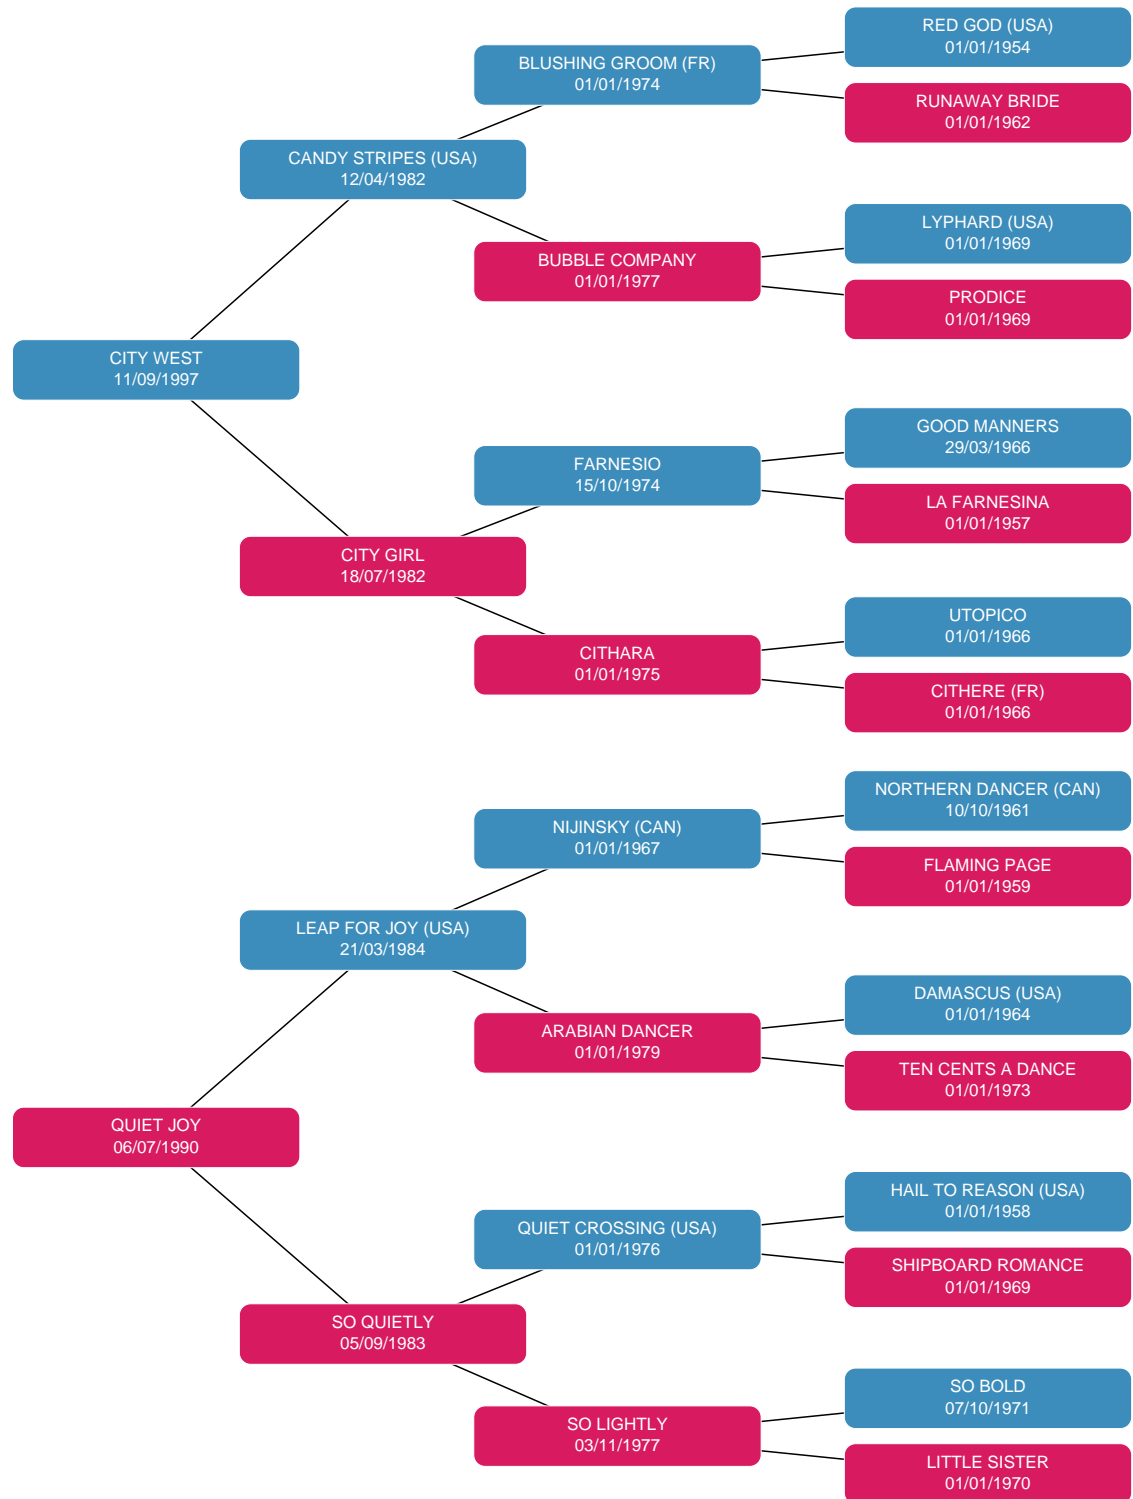 RED GOD (USA)
01/01/1954
BLUSHING GROOM (FR)
01/01/1974
RUNAWAY BRIDE
01/01/1962
CANDY STRIPES (USA)
12/04/1982
LYPHARD (USA)
01/01/1969
BUBBLE COMPANY
01/01/1977
PRODICE
01/01/1969
CITY WEST
11/09/1997
GOOD MANNERS
29/03/1966
FARNESIO
15/10/1974
LA FARNESINA
01/01/1957
CITY GIRL
18/07/1982
UTOPICO
01/01/1966
CITHARA
01/01/1975
CITHERE (FR)
01/01/1966
NORTHERN DANCER (CAN)
10/10/1961
NIJINSKY (CAN)
01/01/1967
FLAMING PAGE
01/01/1959
LEAP FOR JOY (USA)
21/03/1984
DAMASCUS (USA)
01/01/1964
ARABIAN DANCER
01/01/1979
TEN CENTS A DANCE
01/01/1973
QUIET JOY
06/07/1990
HAIL TO REASON (USA)
01/01/1958
QUIET CROSSING (USA)
01/01/1976
SHIPBOARD ROMANCE
01/01/1969
SO QUIETLY
05/09/1983
SO BOLD
07/10/1971
SO LIGHTLY
03/11/1977
LITTLE SISTER
01/01/1970